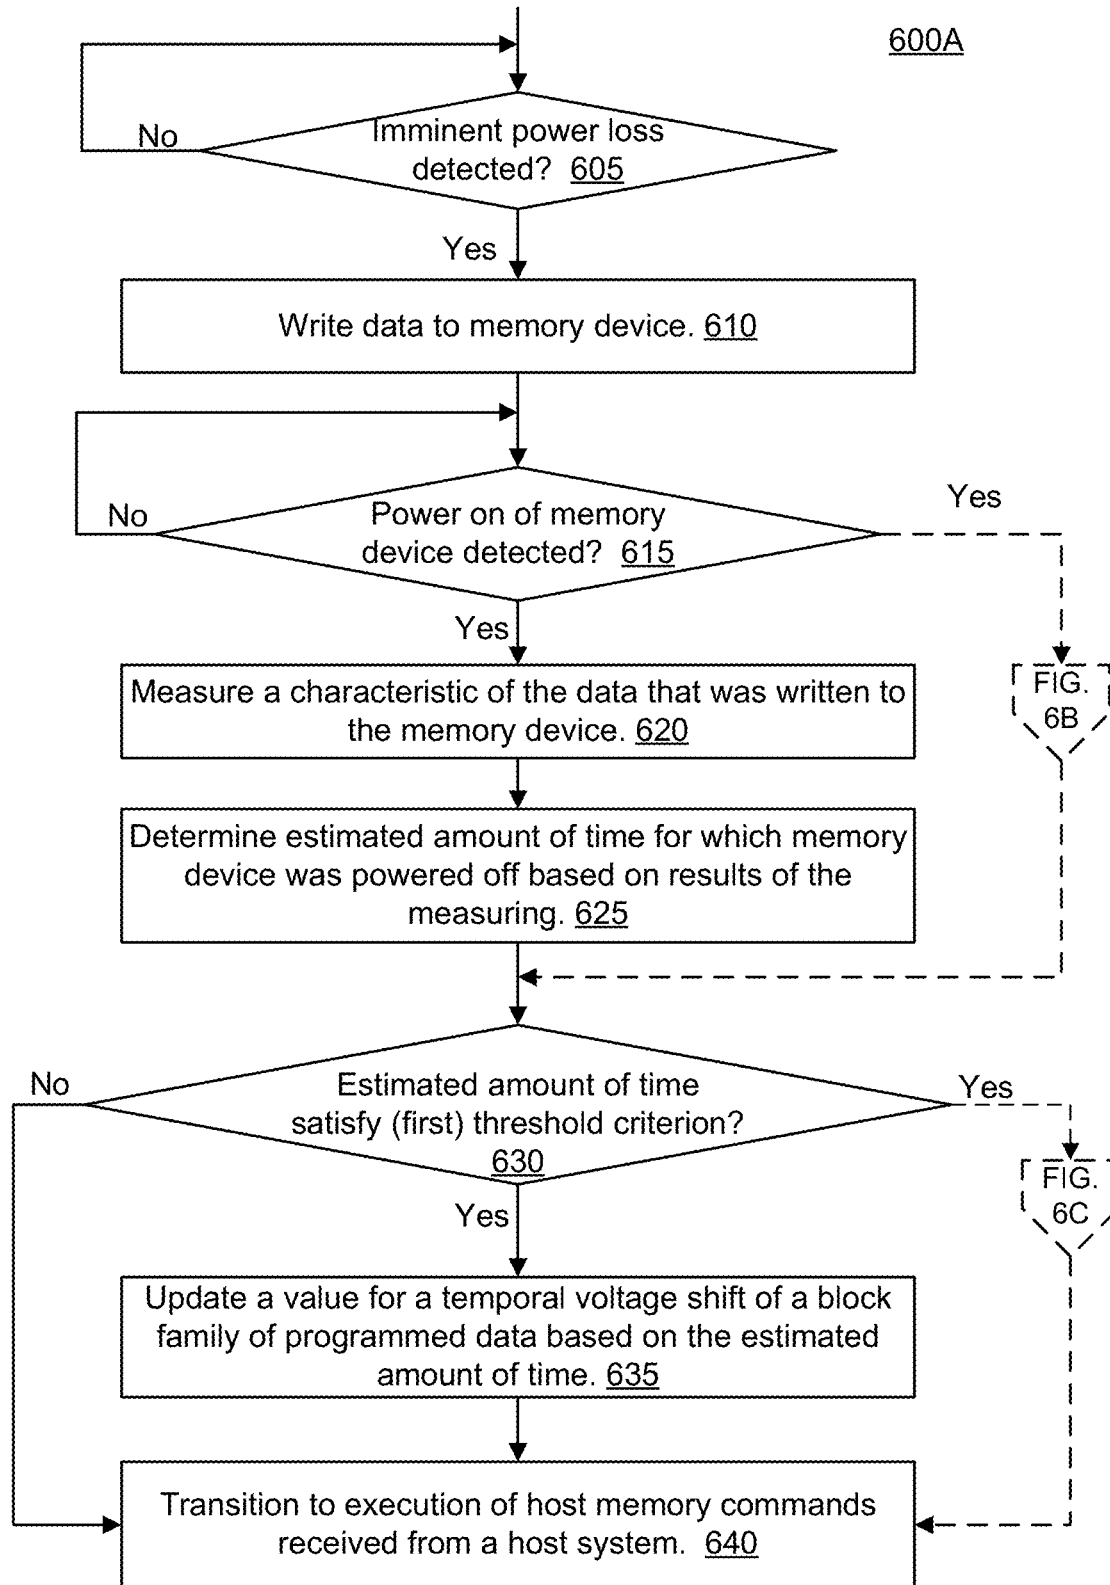 600A
Imminent power loss
detected? 605
No
Yes
Write data to memory device. 610
Power on of memory
device detected? 615
No
Yes
Yes
FIG.
6B
Measure a characteristic of the data that was written to
the memory device. 620
Determine estimated amount of time for which memory
device was powered off based on results of the
measuring. 625
Estimated amount of time
satisfy (first) threshold criterion?
630
No
Yes
Yes
FIG.
6C
Update a value for a temporal voltage shift of a block
family of programmed data based on the estimated
amount of time. 635
Transition to execution of host memory commands
received from a host system. 640